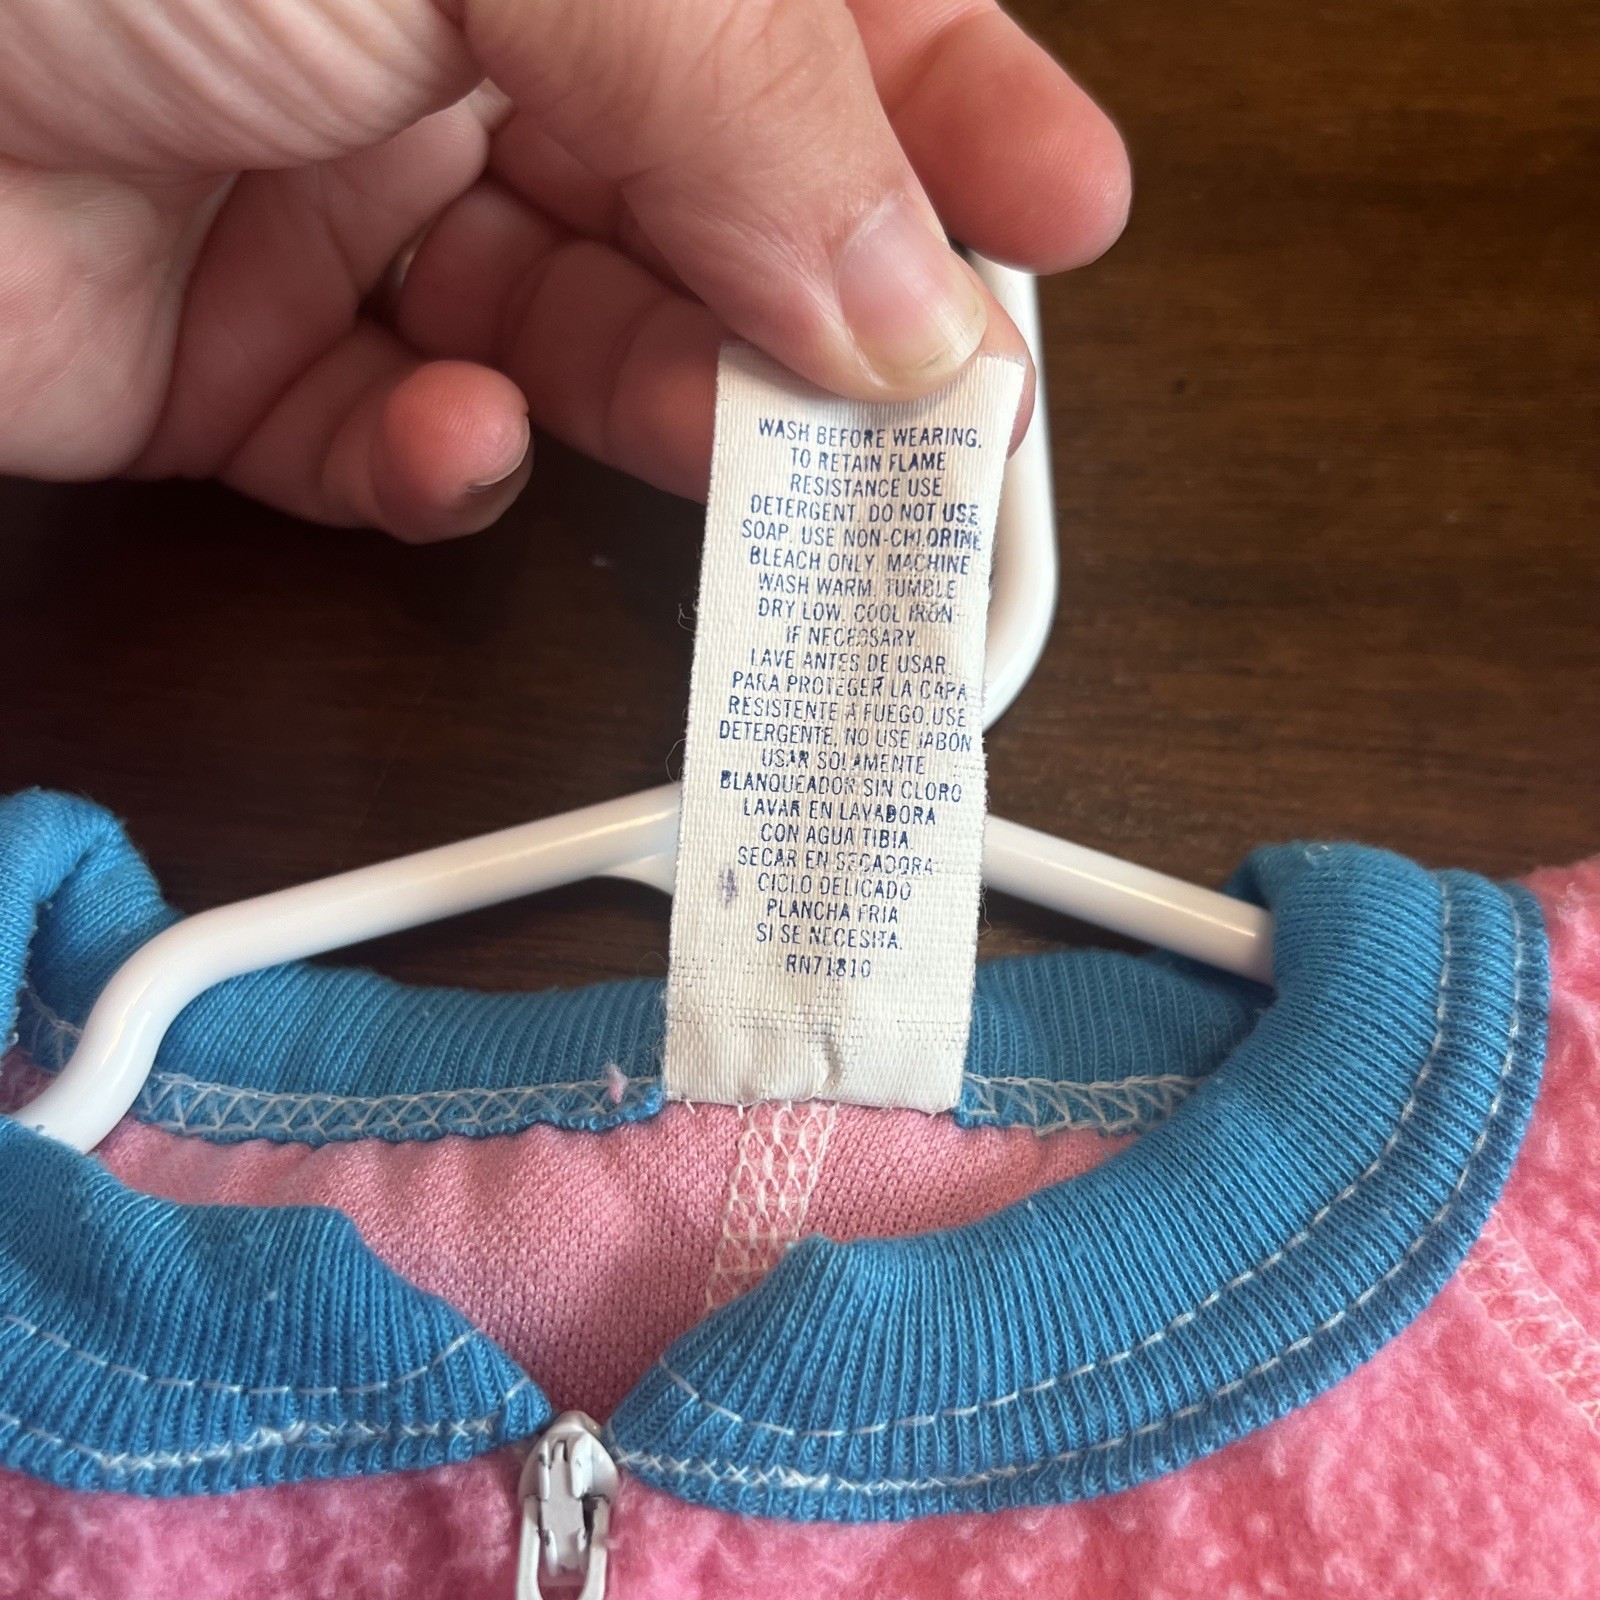 WASH BEFORE WEARING.
TO RETAIN FLAME
RESISTANCE USE
DETERGENT. DO NOT USE
SOAP. USE NON-CHLORINE
BLEACH ONLY. MACHINE
WASH WARM. TUMBLE
DRY LOW. COOL IRON
IF NECESSARY.
LAVE ANTES DE USAR.
PARA PROTEGER LA CAPA
RESISTENTE A FUEGO, USE
DETERGENTE, NO USE JABON
USAR SOLAMENTE
BLANQUEADOR SIN CLORO
LAVAR EN LAVADORA
CON AGUA TIBIA.
SECAR EN SECADORA
CICLO DELICADO
PLANCHA FRIA
SI SE NECESITA.
RN71810